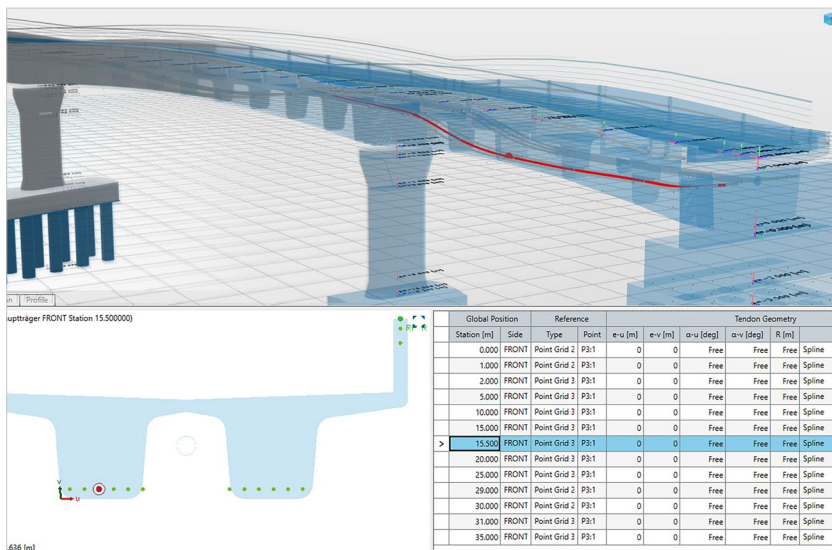 Profile
auptträger FRONT Station 15.500000)
V
U
.636 [m]
Global Position Reference Tendon Geometry
Station [m] Side Type Point e-u [m] e-v [m] α-u [deg] α-v [deg] R [m]
0.000 FRONT Point Grid 2 P3:1 0 0 Free Free Free Spline
1.000 FRONT Point Grid 2 P3:1 0 0 Free Free Free Spline
2.000 FRONT Point Grid 3 P3:1 0 0 Free Free Free Spline
5.000 FRONT Point Grid 3 P3:1 0 0 Free Free Free Spline
10.000 FRONT Point Grid 3 P3:1 0 0 Free Free Free Spline
15.000 FRONT Point Grid 3 P3:1 0 0 Free Free Free Spline
> 15.500 FRONT Point Grid 3 P3:1 0 0 Free Free Free Spline
20.000 FRONT Point Grid 3 P3:1 0 0 Free Free Free Spline
25.000 FRONT Point Grid 3 P3:1 0 0 Free Free Free Spline
29.000 FRONT Point Grid 2 P3:1 0 0 Free Free Free Spline
30.000 FRONT Point Grid 2 P3:1 0 0 Free Free Free Spline
31.000 FRONT Point Grid 3 P3:1 0 0 Free Free Free Spline
35.000 FRONT Point Grid 3 P3:1 0 0 Free Free Free Spline